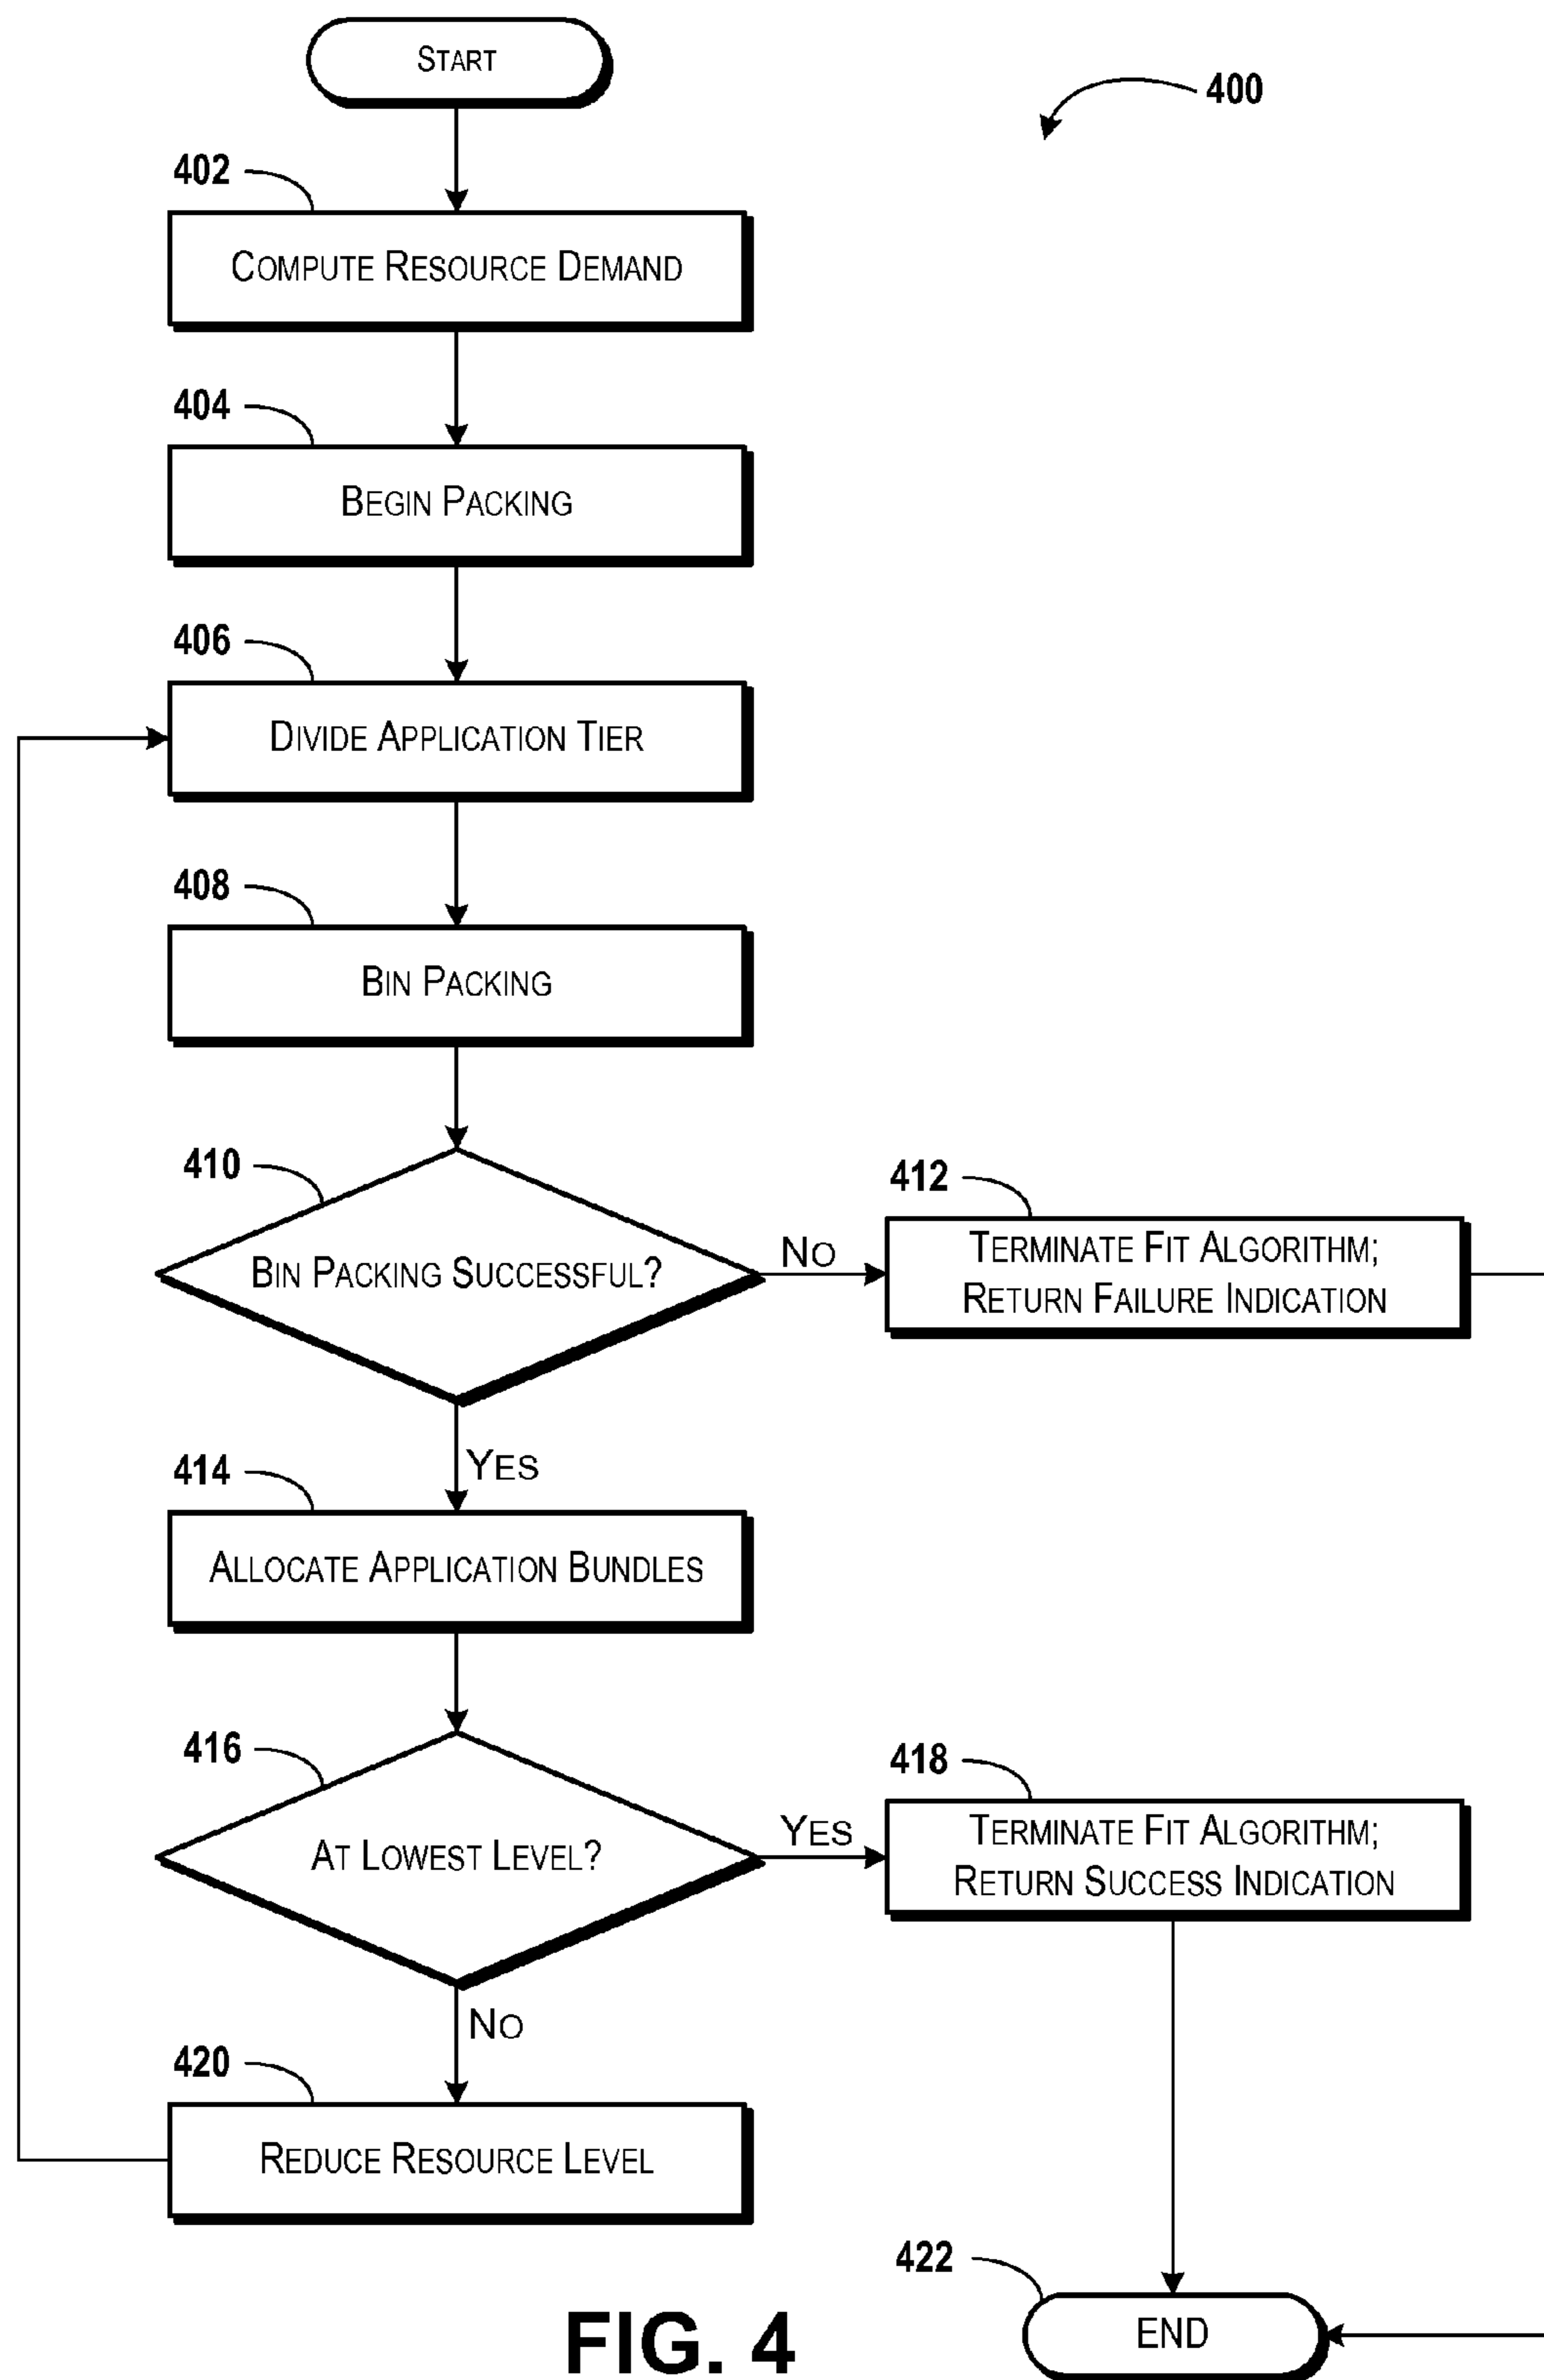 START
400
402
COMPUTE RESOURCE DEMAND
404
BEGIN PACKING
406
DIVIDE APPLICATION TIER
408
BIN PACKING
410
BIN PACKING SUCCESSFUL?
NO
412
TERMINATE FIT ALGORITHM;
RETURN FAILURE INDICATION
YES
414
ALLOCATE APPLICATION BUNDLES
416
AT LOWEST LEVEL?
YES
418
TERMINATE FIT ALGORITHM;
RETURN SUCCESS INDICATION
NO
420
REDUCE RESOURCE LEVEL
422
END
FIG. 4